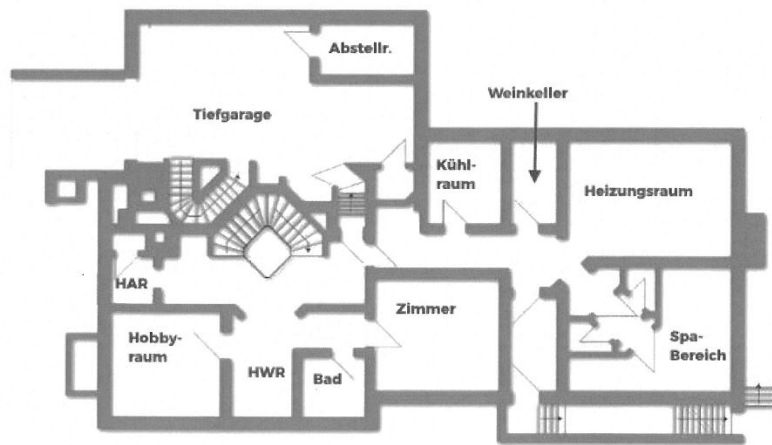 Abstellr.
Weinkeller
Tiefgarage
Kühl-
raum
Heizungsraum
HAR
Zimmer
Hobby-
raum
Spa-
Bereich
HWR
Bad